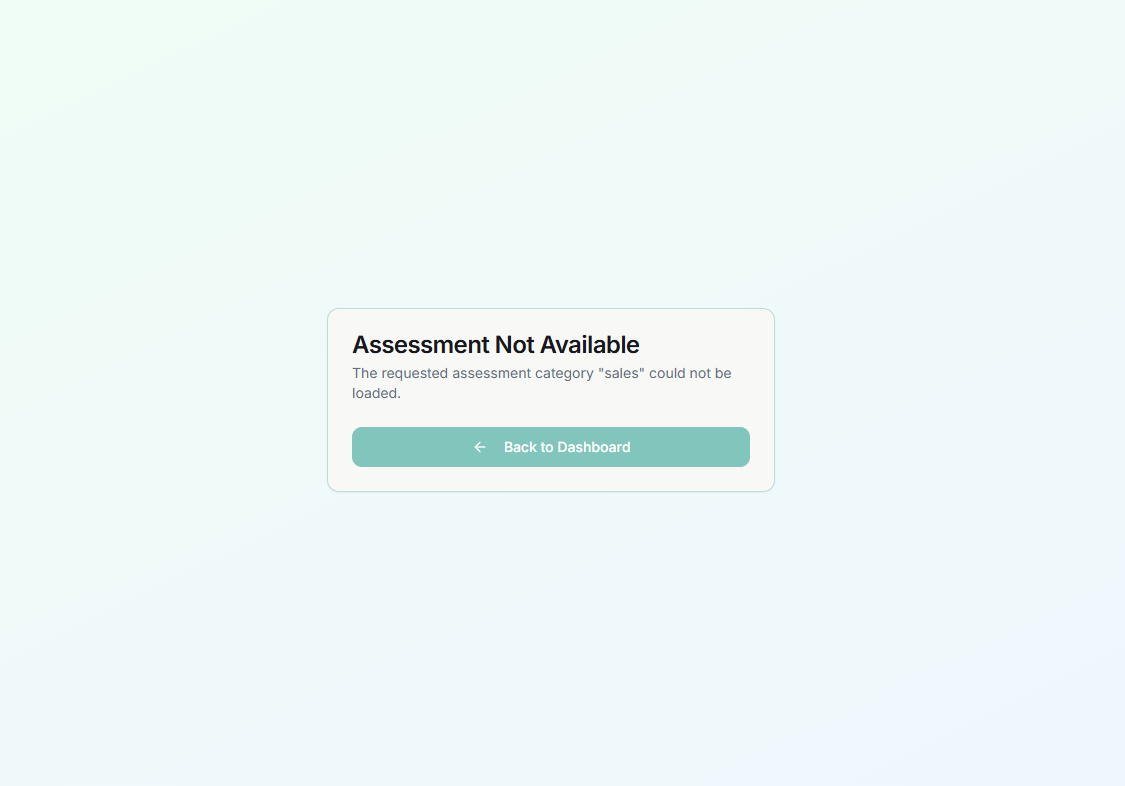 Assessment Not Available
The requested assessment category "sales" could not be
loaded.
Back to Dashboard